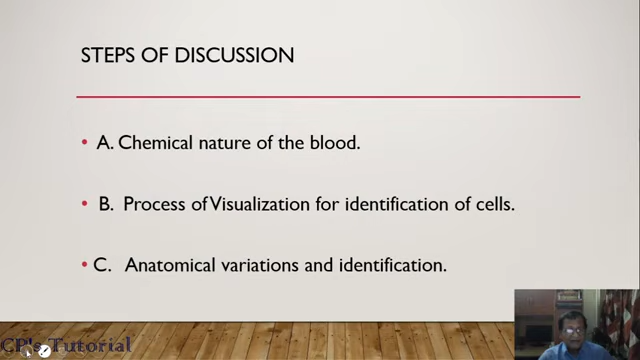 STEPS OF DISCUSSION
• A. Chemical nature of the blood.
• B. Process of Visualization for identification of cells.
• C. Anatomical variations and identification.
CP's Tutorial